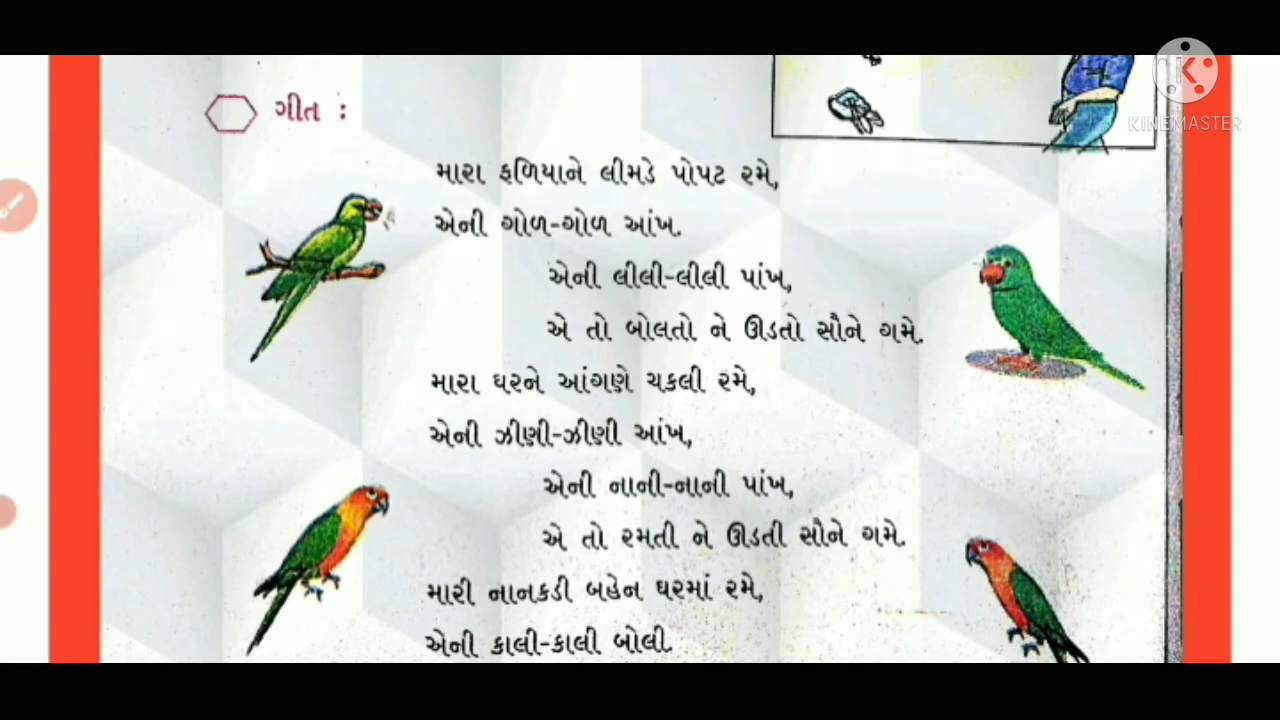 ગીત :
KINEMASTER
મારા ફળિયાને લીમડે પોપટ રમે,
એની ગોળ-ગોળ આંખ.
એની લીલી-લીલી પાંખ,
એ તો બોલતો ને ઊડતો સૌને ગમે.
મારા ઘરને આંગણે ચકલી રમે,
એની ઝીણી-ઝીણી આંખ,
એની નાની-નાની પાંખ,
એ તો રમતી ને ઊડતી સૌને ગમે.
મારી નાનકડી બહેન ઘરમાં રમે,
એની કાલી-કાલી બોલી.